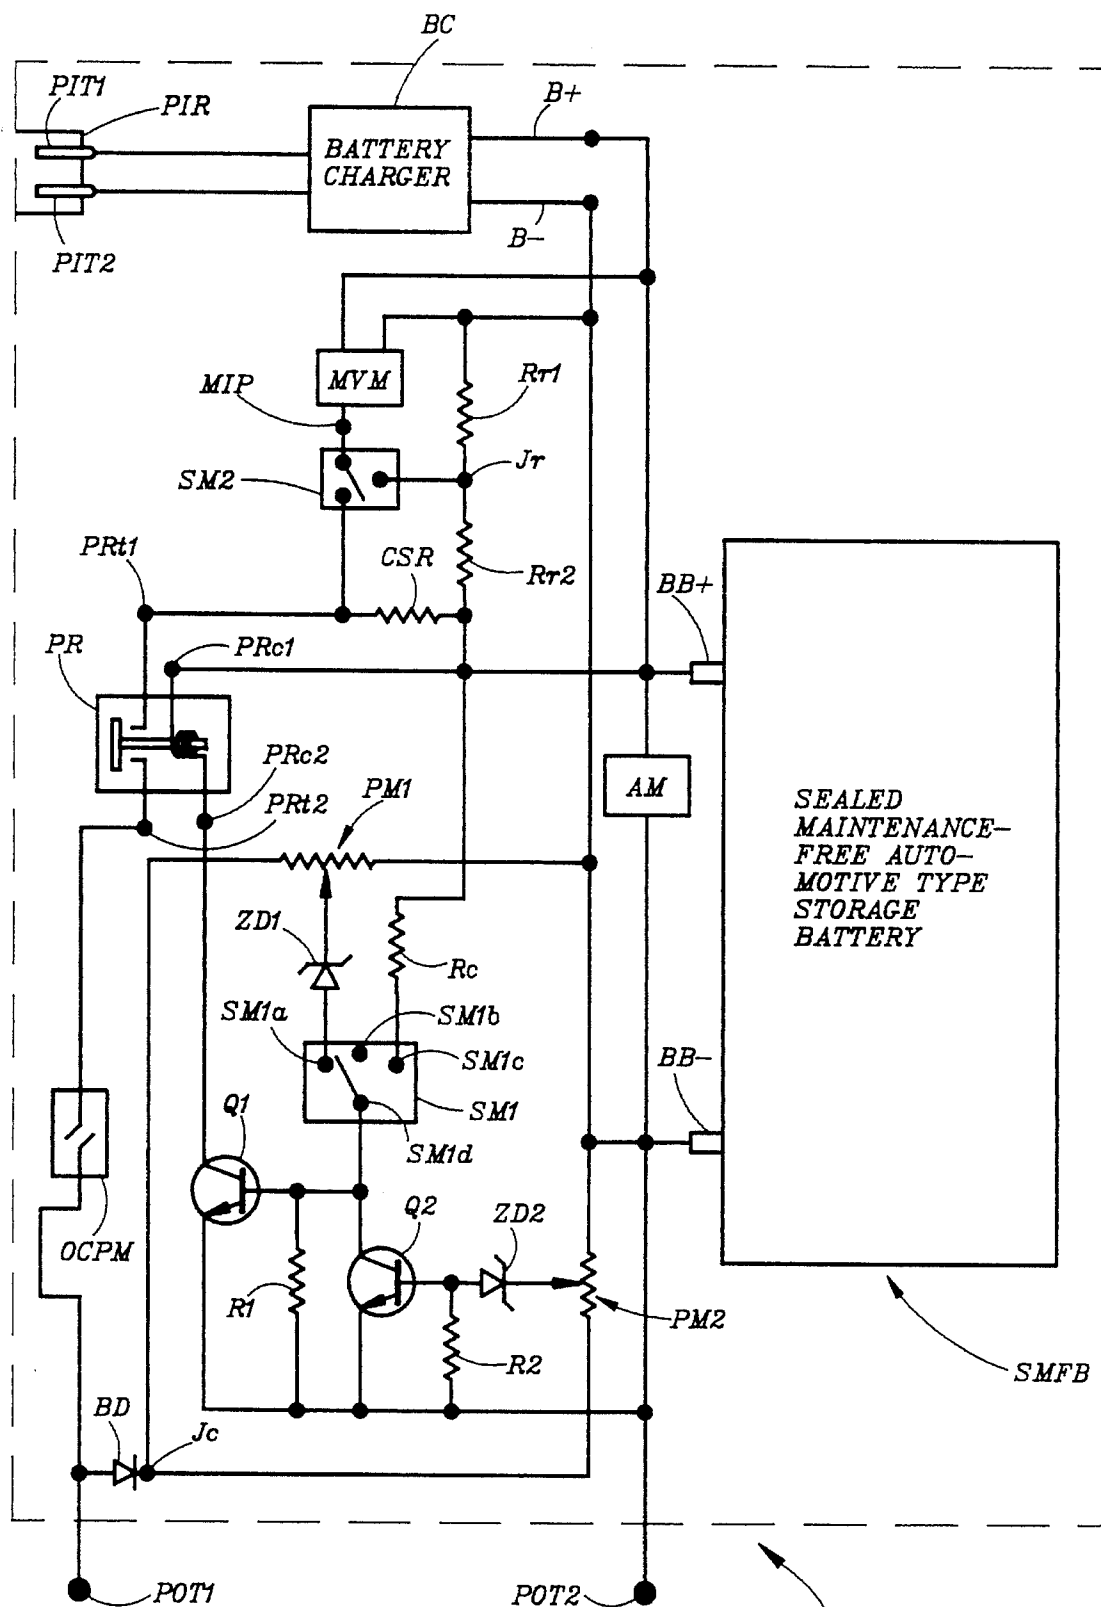 BC
PIT1
PIR
B+
BATTERY
CHARGER
B-
PIT2
Rr1
MVM
MIP
Jr
SM2
PRt1
CSR
Rr2
BB+
PR
PRc1
PRc2
PM1
AM
PRt2
SEALED
MAINTENANCE-
FREE AUTO-
MOTIVE TYPE
STORAGE
BATTERY
ZD1
Rc
SM1a
SM1b
SM1c
BB-
SM1
Q1
SM1d
Q2
ZD2
OCPM
R1
PM2
R2
SMFB
BD
Jc
POT1
POT2